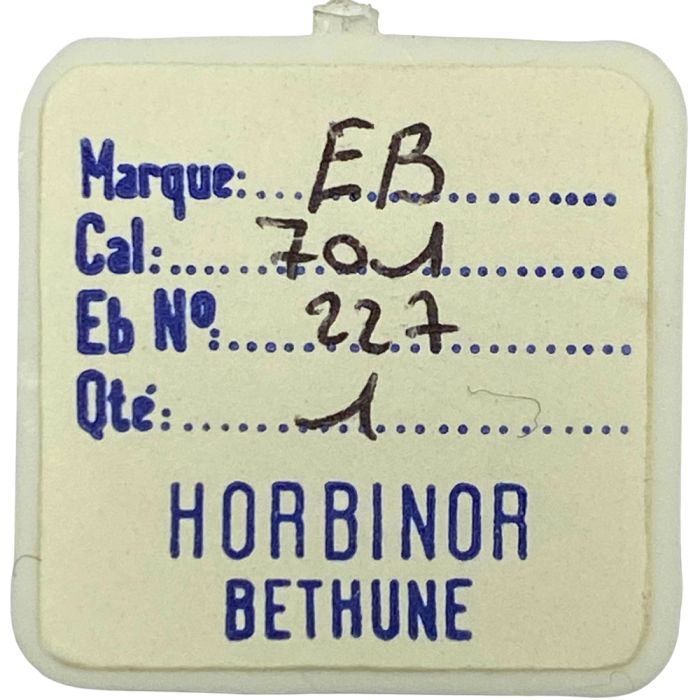 Marque: EB
Cal: 701
Eb Nº: 227
Qté: 1
HORBINOR
BETHUNE